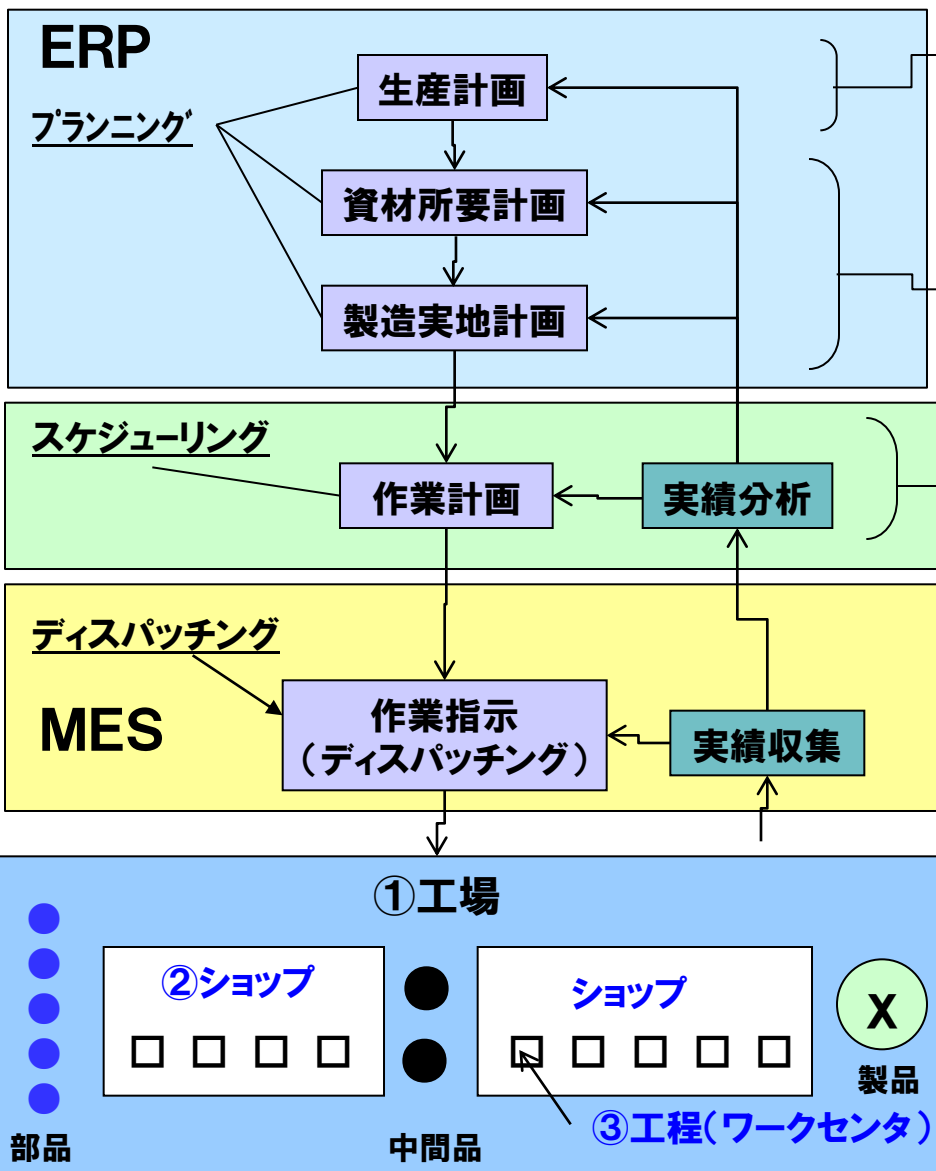 ERP
生産計画
プランニング
資材所要計画
製造実地計画
スケジューリング
作業計画
実績分析
ディスパッチング
MES
作業指示
(ディスパッチング)
実績収集
①工場
②ショップ
ショップ
X
製品
③工程(ワークセンタ)
部品
中間品